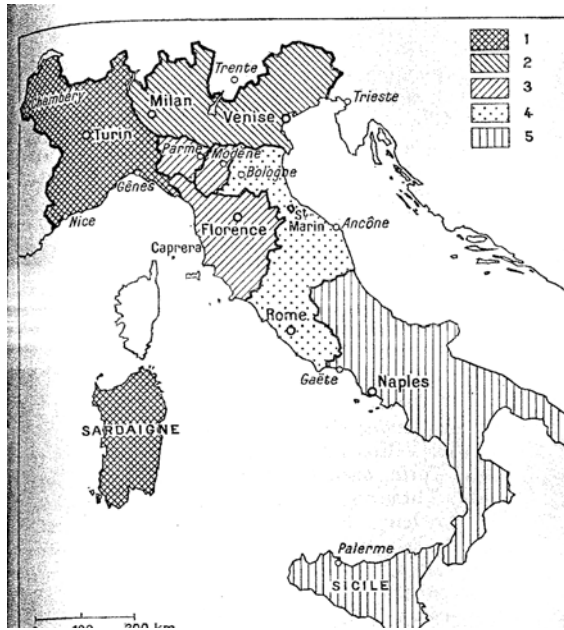 1
Trente
2
Chambéry
Milan
3
Trieste
Venise
4
Turin
5
Parme
Modène
Bologne
Gênes
St
Nice
Florence
Marin
Ancône
Caprera
Rome
Gaëte
Naples
SARDAIGNE
Palerme
SICILE
200 km